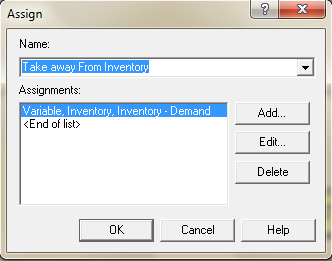 Assign
?
X
Name:
Take away From Inventory
Assignments:
Variable, Inventory, Inventory - Demand
<End of list>
Add...
Edit...
Delete
OK
Cancel
Help